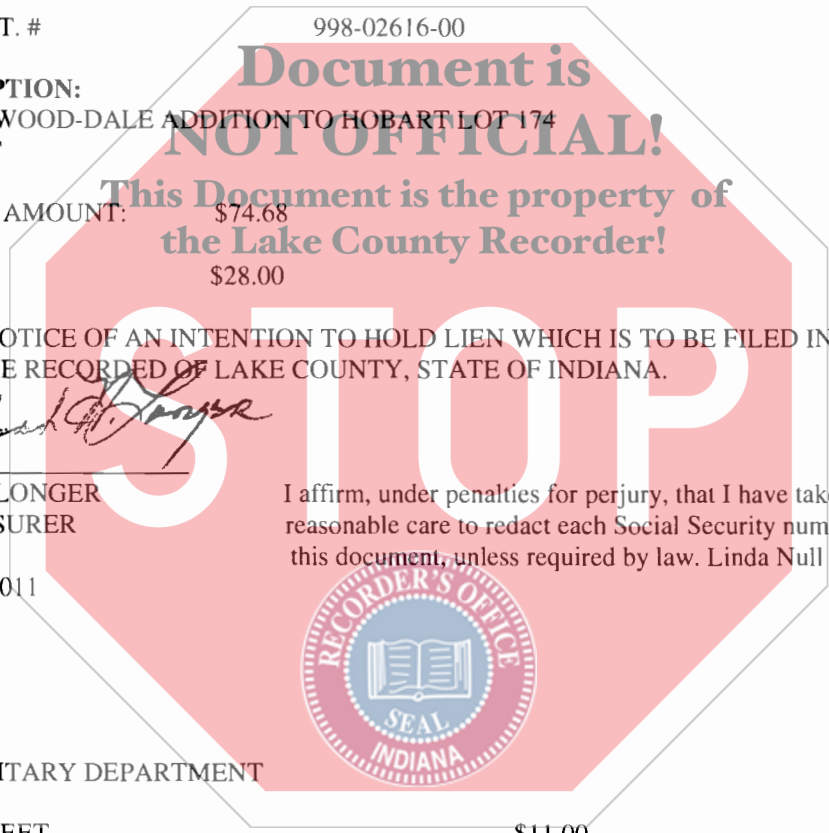 T. # 998-02616-00
Document is
PTION:
WOOD-DALE ADDITION TO HOBART LOT 174
NOT OFFICIAL!
This Document is the property of
AMOUNT: $74.68
the Lake County Recorder!
$28.00
STOP
OTICE OF AN INTENTION TO HOLD LIEN WHICH IS TO BE FILED IN
E RECORDED OF LAKE COUNTY, STATE OF INDIANA.
LONGER I affirm, under penalties for perjury, that I have take
SURER reasonable care to redact each Social Security num
this document, unless required by law. Linda Null
011
RECORDER'S OFFICE
SEAL
INDIANA
ITARY DEPARTMENT
EET $11.00